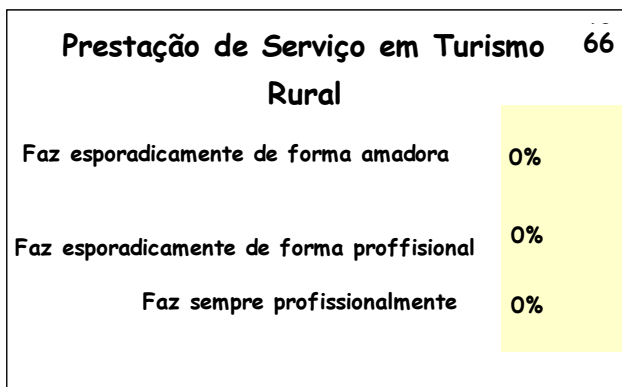 Prestação de Serviço em Turismo 66
Rural
Faz esporadicamente de forma amadora 0%
Faz esporadicamente de forma proffisional 0%
Faz sempre profissionalmente 0%